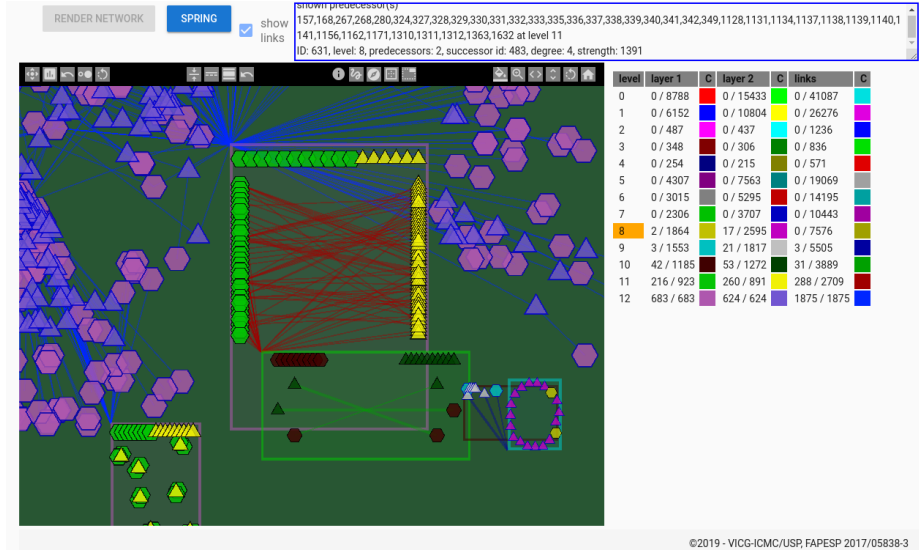 RENDER NETWORK
SPRING
show links
shown predecessor(s)
157,168,267,268,280,324,327,328,329,330,331,332,333,335,336,337,338,339,340,341,342,349,1128,1131,1134,1137,1138,1139,1140,1
141,1156,1162,1171,1310,1311,1312,1363,1632 at level 11
ID: 631, level: 8, predecessors: 2, successor id: 483, degree: 4, strength: 1391
level layer 1 C layer 2 C links C
0 0 / 8788 0 / 15433 0 / 41087
1 0 / 6152 0 / 10804 0 / 26276
2 0 / 487 0 / 437 0 / 1236
3 0 / 348 0 / 306 0 / 836
4 0 / 254 0 / 215 0 / 571
5 0 / 4307 0 / 7563 0 / 19069
6 0 / 3015 0 / 5295 0 / 14195
7 0 / 2306 0 / 3707 0 / 10443
8 2 / 1864 17 / 2595 0 / 7576
9 3 / 1553 21 / 1817 3 / 5505
10 42 / 1185 53 / 1272 31 / 3889
11 216 / 923 260 / 891 288 / 2709
12 683 / 683 624 / 624 1875 / 1875
©2019 - VICG-ICMC/USP, FAPESP 2017/05838-3